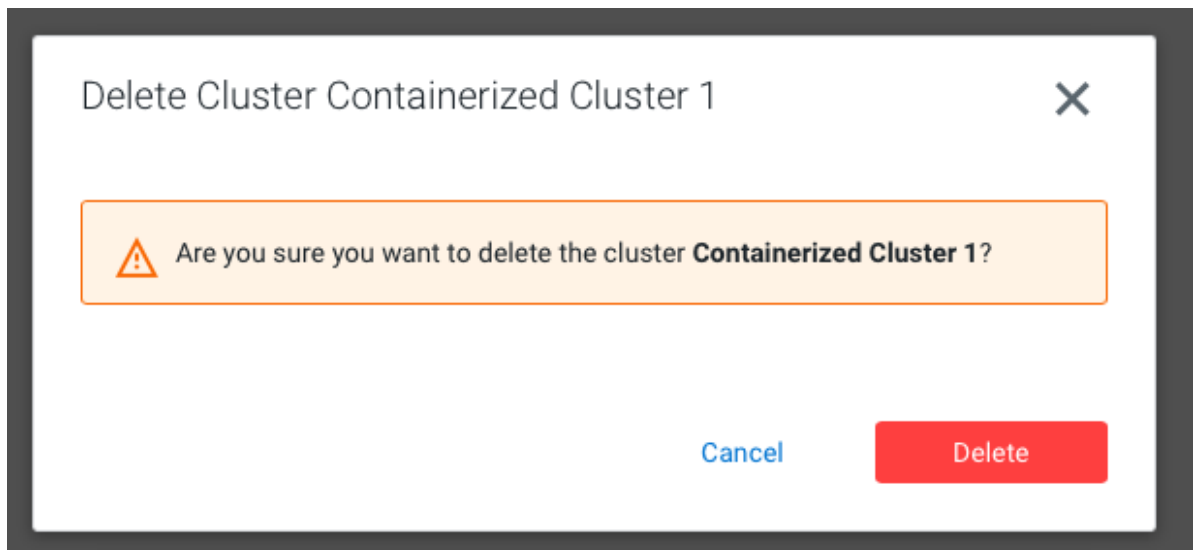 Delete Cluster Containerized Cluster 1
Are you sure you want to delete the cluster Containerized Cluster 1?
Cancel Delete